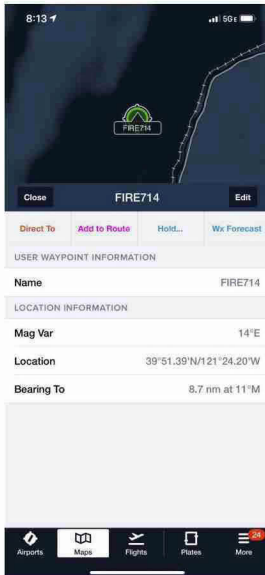 8:13
5GE
FIRE714
Close FIRE714 Edit
Direct To Add to Route Hold... Wx Forecast
USER WAYPOINT INFORMATION
Name FIRE714
LOCATION INFORMATION
Mag Var 14°E
Location 39°51.39'N/121°24.20'W
Bearing To 8.7 nm at 11°M
24
Airports Maps Flights Plates More